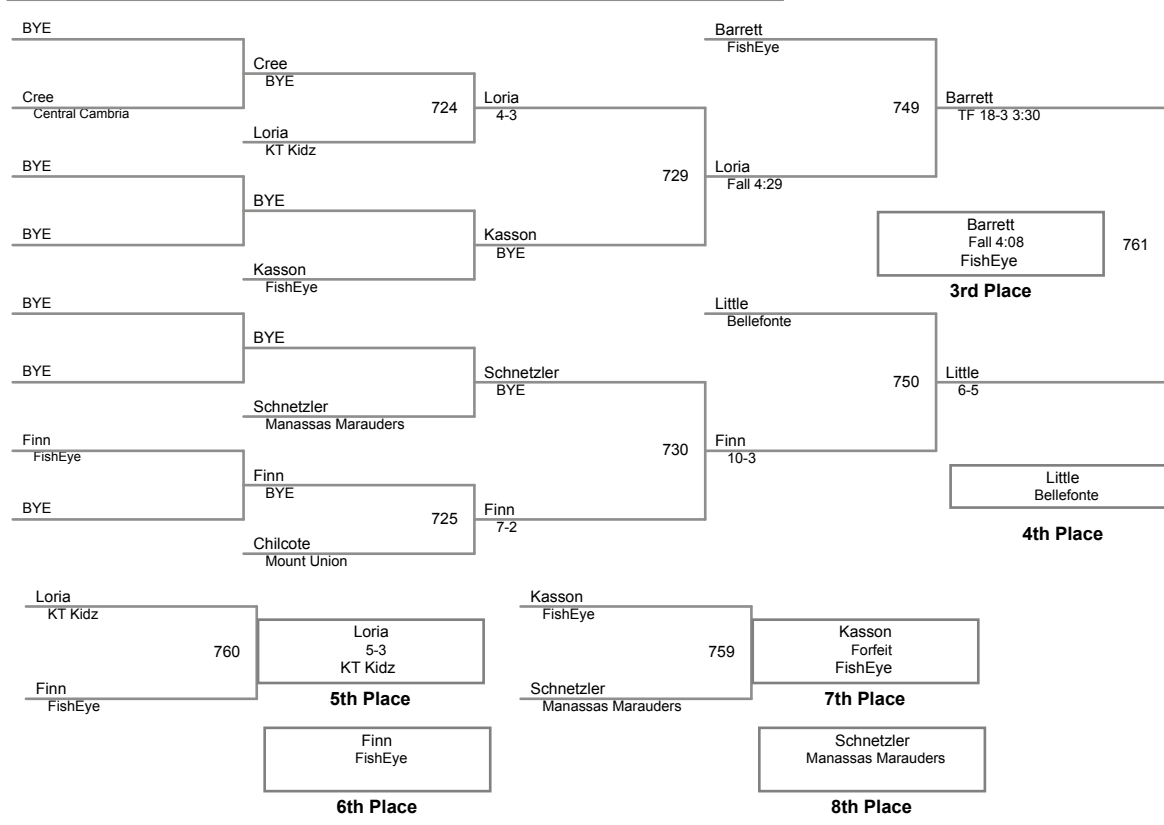 BYE
Cree
Central Cambria
BYE
BYE
BYE
BYE
Finn
FishEye
BYE
Cree
BYE
Loria
KT Kidz
BYE
Kasson
FishEye
BYE
Schnetzler
Manassas Marauders
Finn
BYE
Chilcote
Mount Union
724
725
Loria
4-3
Kasson
BYE
Schnetzler
BYE
Finn
7-2
729
730
Barrett
FishEye
Loria
Fall 4:29
Little
Bellefonte
Finn
10-3
749
750
Barrett
TF 18-3 3:30
Barrett
Fall 4:08
FishEye
761
3rd Place
Little
6-5
Little
Bellefonte
4th Place
Loria
KT Kidz
Finn
FishEye
760
Loria
5-3
KT Kidz
5th Place
Finn
FishEye
6th Place
Kasson
FishEye
Schnetzler
Manassas Marauders
759
Kasson
Forfeit
FishEye
7th Place
Schnetzler
Manassas Marauders
8th Place